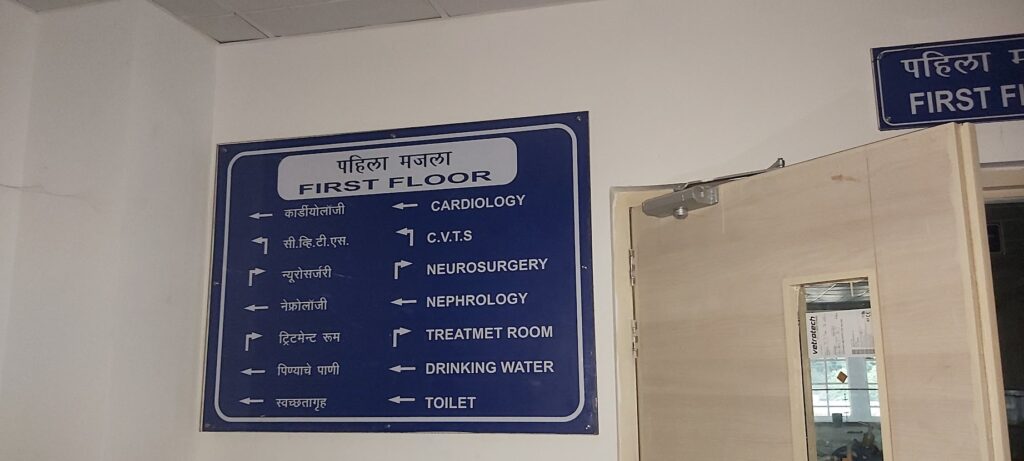 पहिला मजला
FIRST FLOOR
कार्डीयोलॉजी CARDIOLOGY
सी.व्हि.टी.एस. C.V.T.S
न्यूरोसर्जरी NEUROSURGERY
नेफ्रोलॉजी NEPHROLOGY
ट्रिटमेन्ट रूम TREATMET ROOM
पिण्याचे पाणी DRINKING WATER
स्वच्छतागृह TOILET
पहिला
FIRST
vetrotech